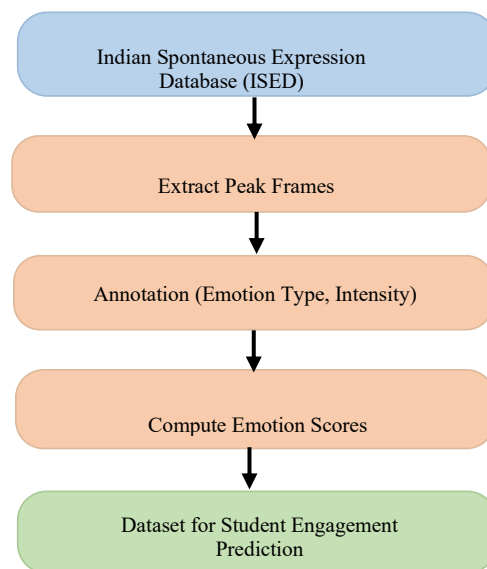 Indian Spontaneous Expression
Database (ISED)
Extract Peak Frames
Annotation (Emotion Type, Intensity)
Compute Emotion Scores
Dataset for Student Engagement
Prediction